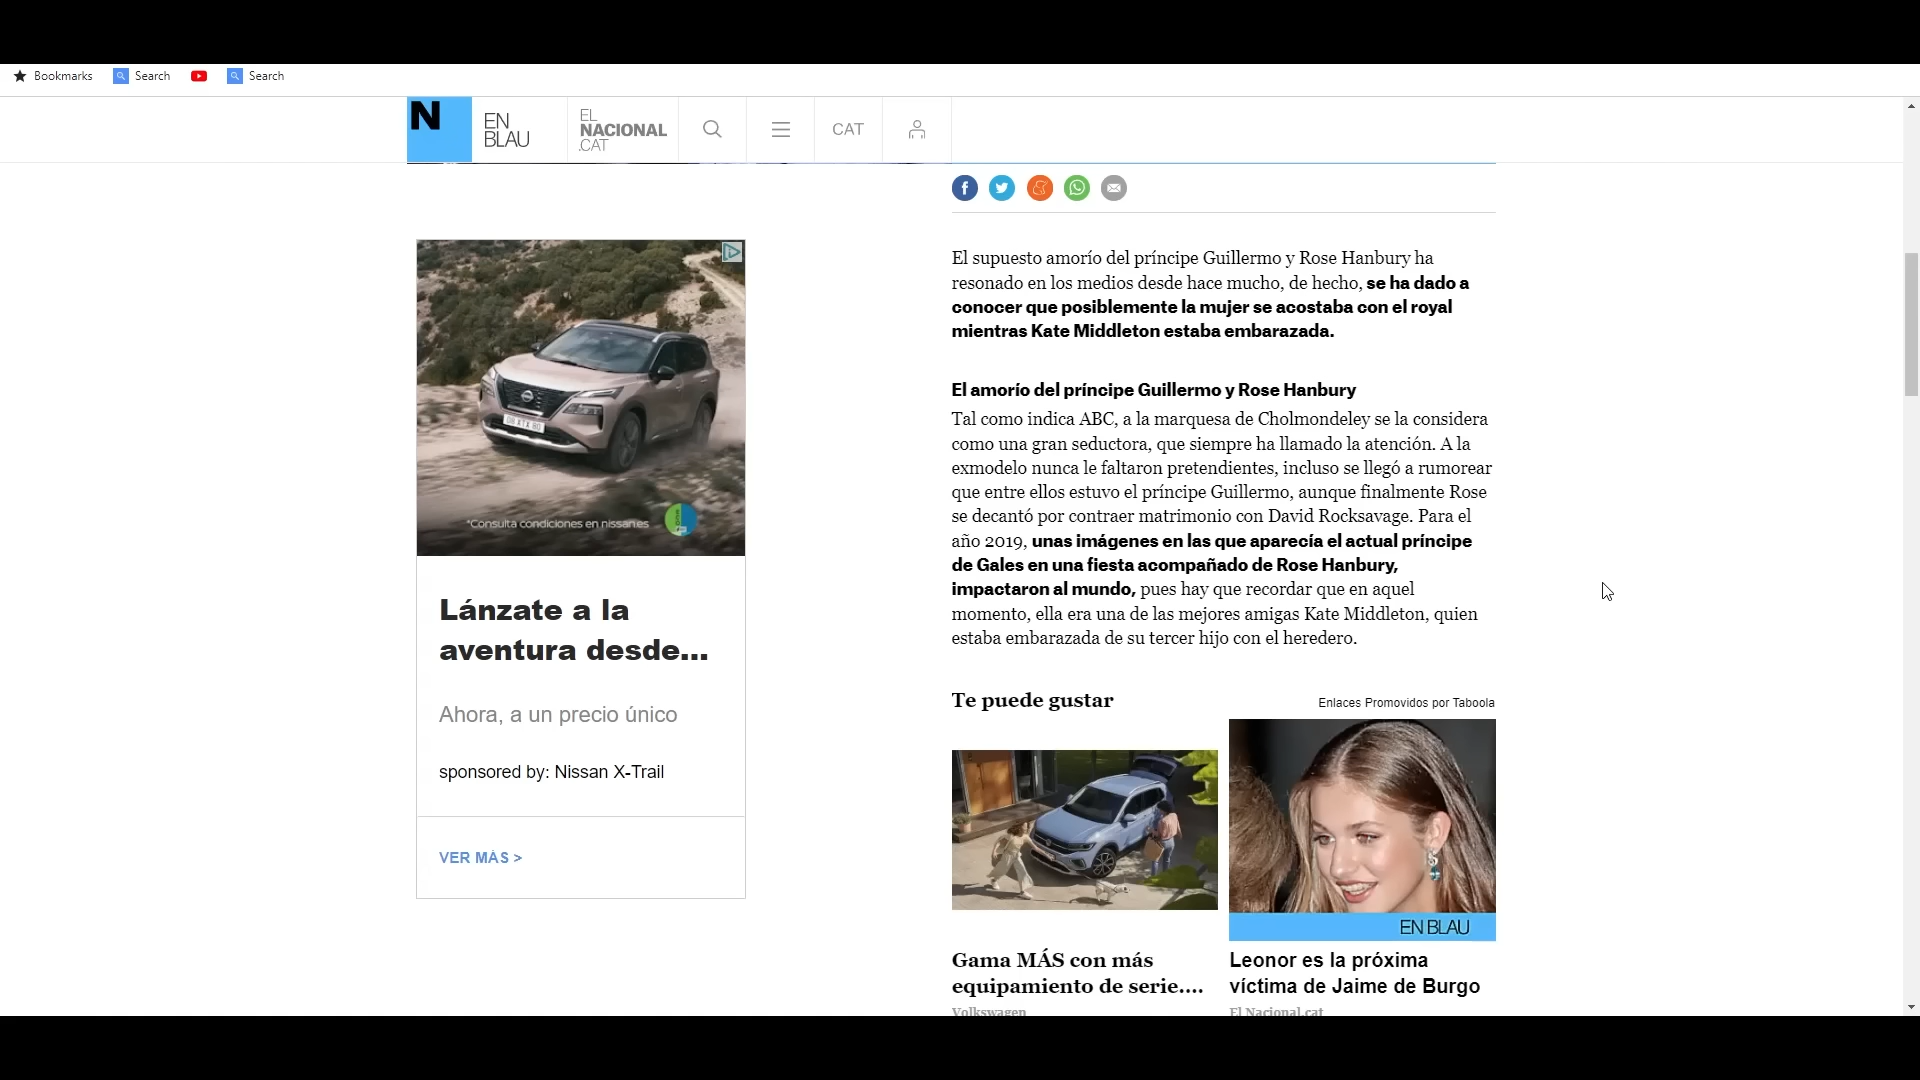 Bookmarks Search Search
N
EN
BLAU
EL
NACIONAL
.CAT
CAT
El supuesto amorío del príncipe Guillermo y Rose Hanbury ha
resonado en los medios desde hace mucho, de hecho, se ha dado a
conocer que posiblemente la mujer se acostaba con el royal
mientras Kate Middleton estaba embarazada.
El amorío del príncipe Guillermo y Rose Hanbury
Tal como indica ABC, a la marquesa de Cholmondeley se la considera
como una gran seductora, que siempre ha llamado la atención. A la
exmodelo nunca le faltaron pretendientes, incluso se llegó a rumorear
que entre ellos estuvo el príncipe Guillermo, aunque finalmente Rose
se decantó por contraer matrimonio con David Rocksavage. Para el
año 2019, unas imágenes en las que aparecía el actual príncipe
de Gales en una fiesta acompañado de Rose Hanbury,
impactaron al mundo, pues hay que recordar que en aquel
momento, ella era una de las mejores amigas Kate Middleton, quien
estaba embarazada de su tercer hijo con el heredero.
*Consulta condiciones en nissan.es
Lánzate a la
aventura desde...
Ahora, a un precio único
sponsored by: Nissan X-Trail
VER MÁS >
Te puede gustar
Enlaces Promovidos por Taboola
EN BLAU
Gama MÁS con más
equipamiento de serie....
Volkswagen
Leonor es la próxima
víctima de Jaime de Burgo
El Nacional.cat